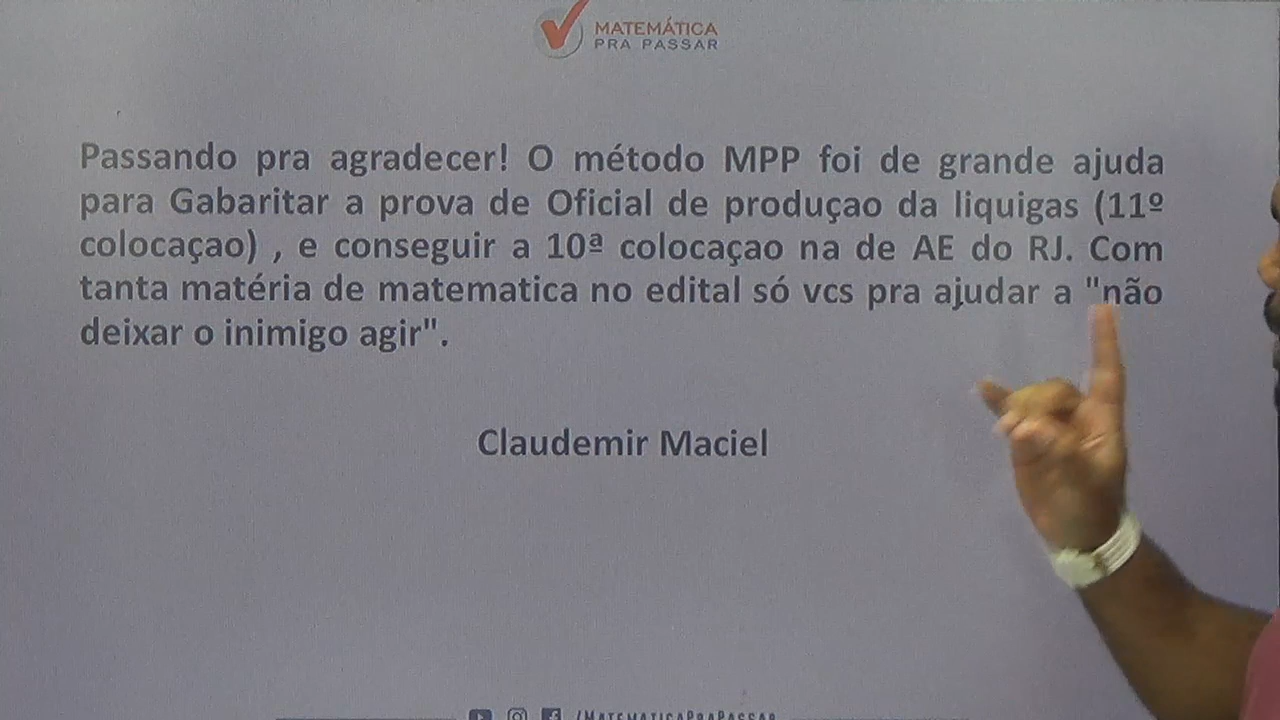 MATEMÁTICA
PRA PASSAR
Passando pra agradecer! O método MPP foi de grande ajuda
para Gabaritar a prova de Oficial de produçao da liquigas (11º
colocaçao) , e conseguir a 10ª colocaçao na de AE do RJ. Com
tanta matéria de matematica no edital só vcs pra ajudar a "não
deixar o inimigo agir".
Claudemir Maciel
/MATEMATICAPRAPASSAR